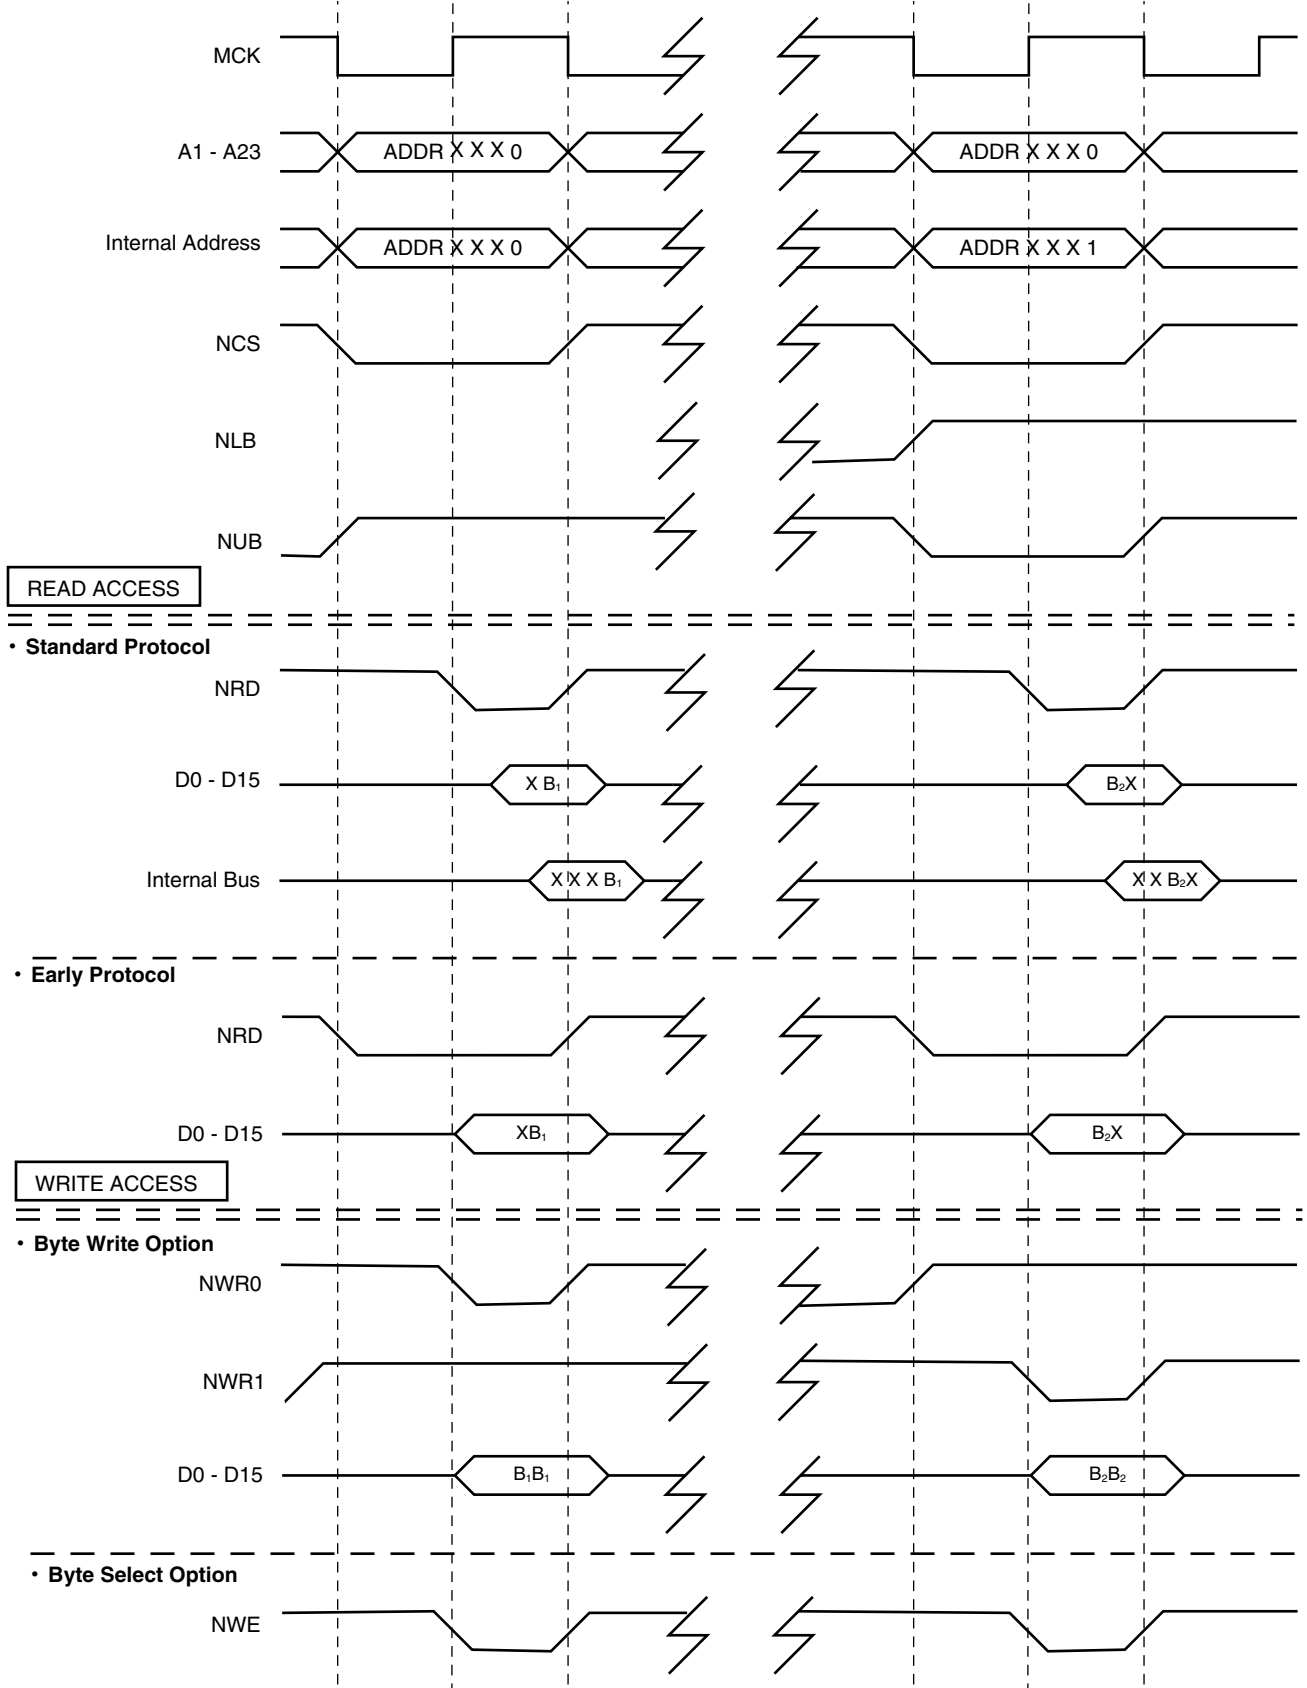 MCK
A1 - A23 ADDR X X X 0 ADDR X X X 0
Internal Address ADDR X X X 0 ADDR X X X 1
NCS
NLB
NUB
READ ACCESS
• Standard Protocol
NRD
D0 - D15 X B₁ B₂X
Internal Bus X X X B₁ X X B₂X
• Early Protocol
NRD
D0 - D15 XB₁ B₂X
WRITE ACCESS
• Byte Write Option
NWR0
NWR1
D0 - D15 B₁B₁ B₂B₂
• Byte Select Option
NWE